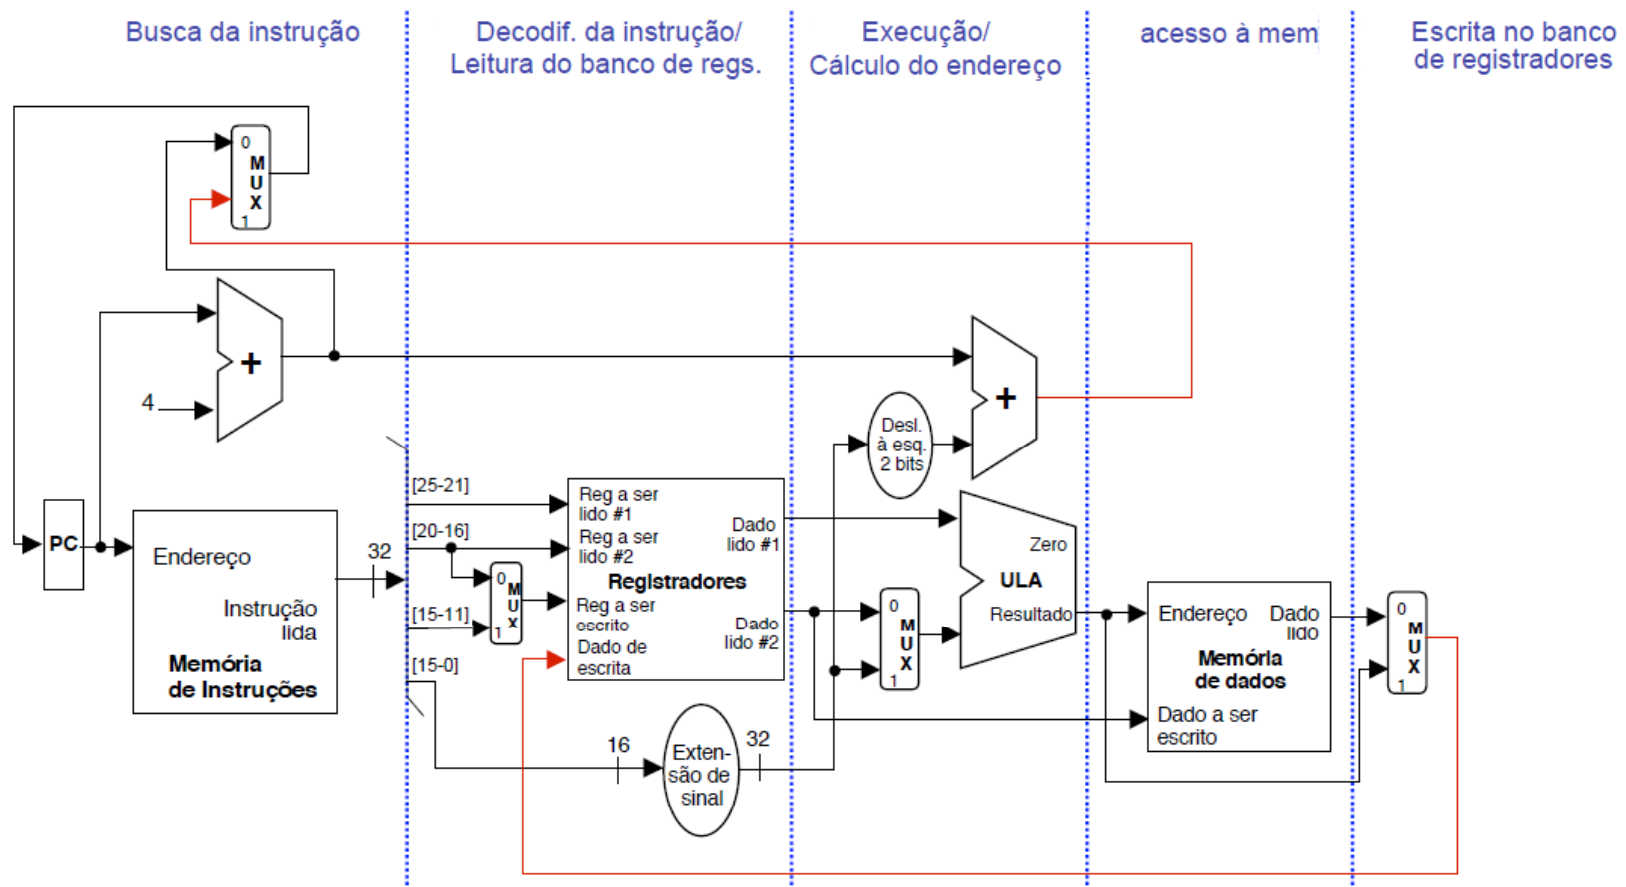 Busca da instrução
Decodif. da instrução/
Leitura do banco de regs.
Execução/
Cálculo do endereço
acesso à mem
Escrita no banco
de registradores
0
M
U
X
1
+
4
PC
Endereço
Instrução
lida
Memória
de Instruções
32
[25-21]
[20-16]
[15-11]
[15-0]
0
M
U
X
1
Reg a ser
lido #1
Reg a ser
lido #2
Registradores
Reg a ser
escrito
Dado de
escrita
Dado
lido #1
Dado
lido #2
16
Exten-
são de
sinal
32
Desl.
à esq.
2 bits
+
0
M
U
X
1
Zero
ULA
Resultado
Endereço
Dado
lido
Memória
de dados
Dado a ser
escrito
0
M
U
X
1